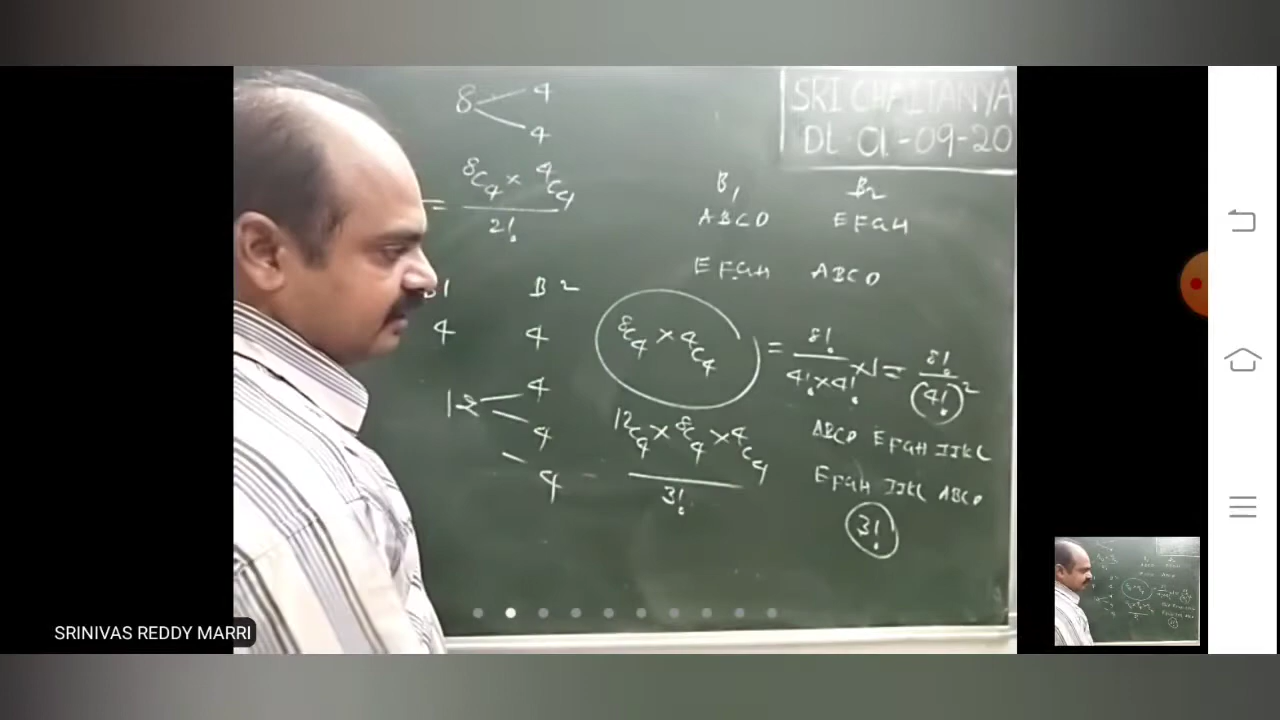 8 4
4
SRI CHAITANYA
DL 01-09-20
= 8C4 × 4C4
2!
B1 B2
ABCD EFGH
EFGH ABCD
B1 B2
4 4
8C4 × 4C4 = 8!/4!×4! ×1 = 8!/(4!)2
12 4
4
4
12C4 × 8C4 × 4C4
3!
ABCD EFGH IJKL
EFGH IJKL ABCD
3!
SRINIVAS REDDY MARRI